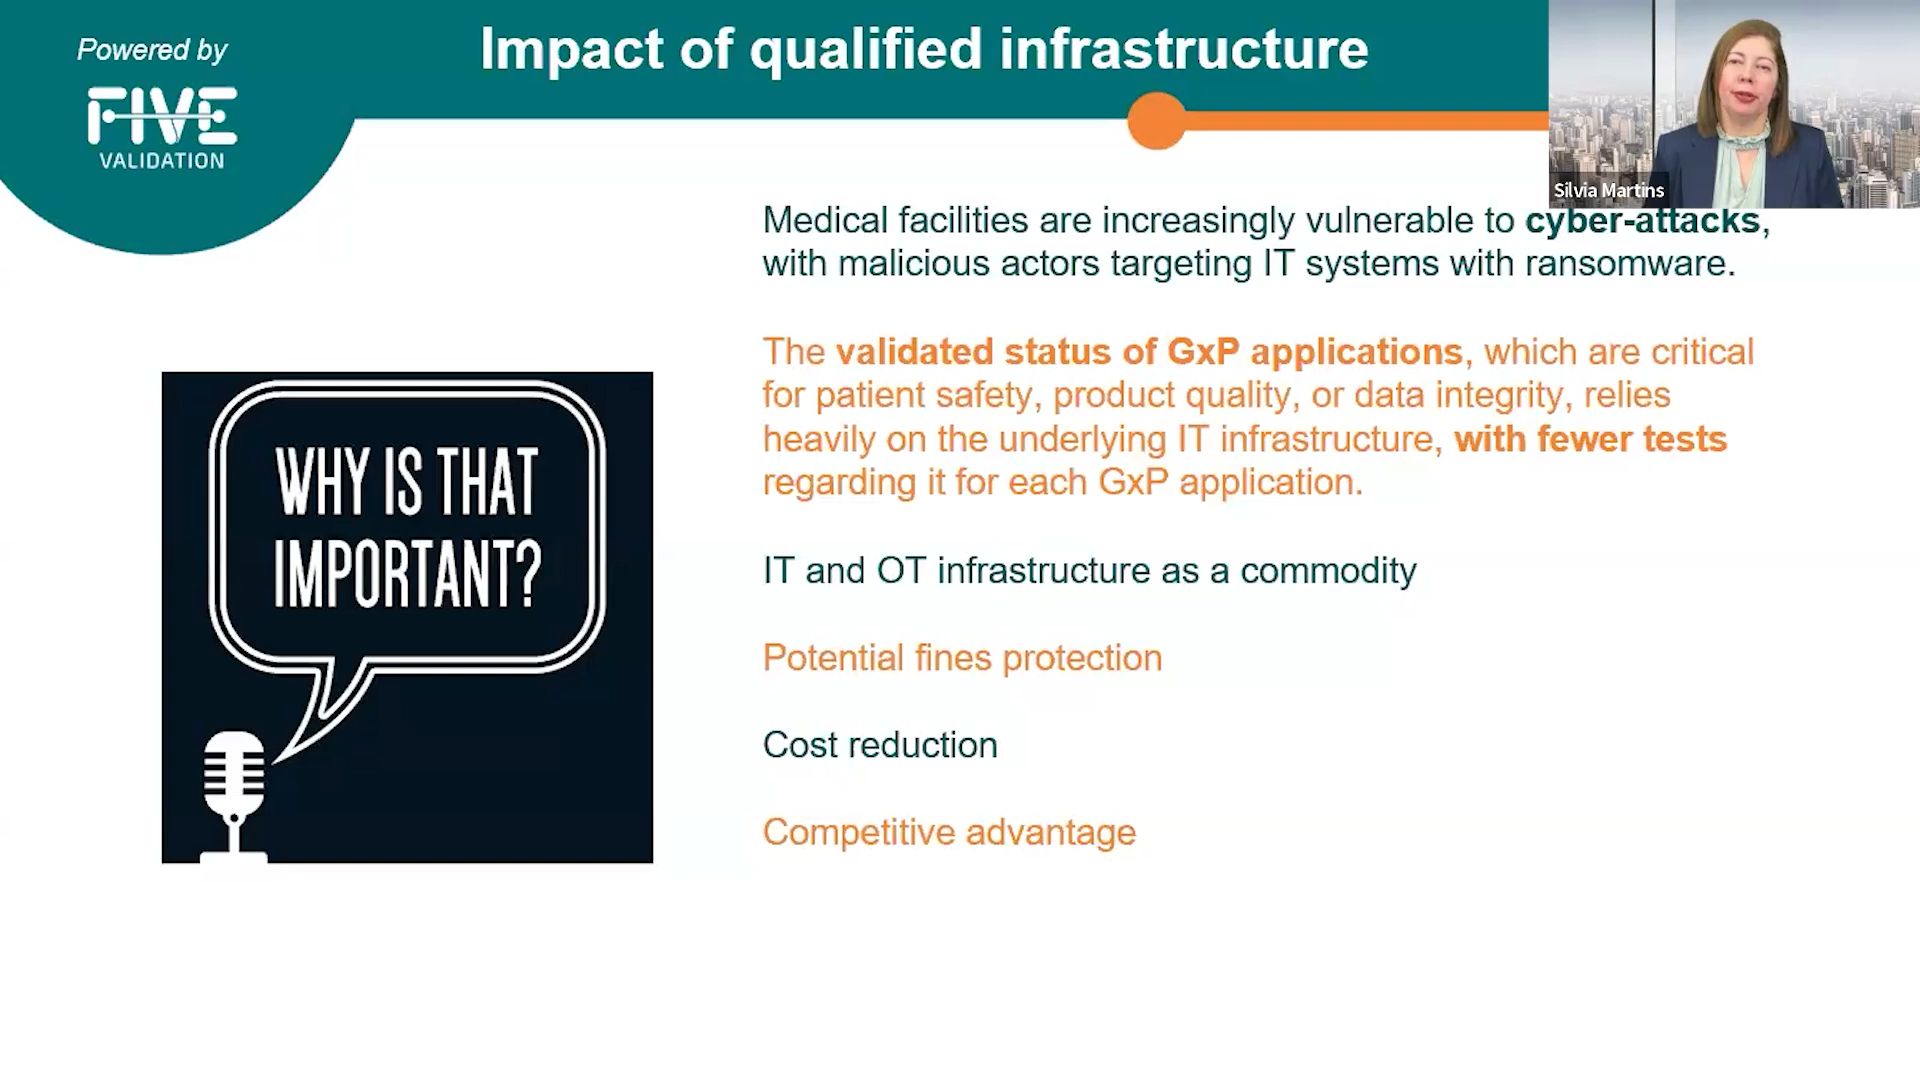 Powered by
FIVE
VALIDATION
Impact of qualified infrastructure
Silvia Martins
Medical facilities are increasingly vulnerable to cyber-attacks,
with malicious actors targeting IT systems with ransomware.
The validated status of GxP applications, which are critical
for patient safety, product quality, or data integrity, relies
heavily on the underlying IT infrastructure, with fewer tests
regarding it for each GxP application.
IT and OT infrastructure as a commodity
Potential fines protection
Cost reduction
Competitive advantage
WHY IS THAT
IMPORTANT?